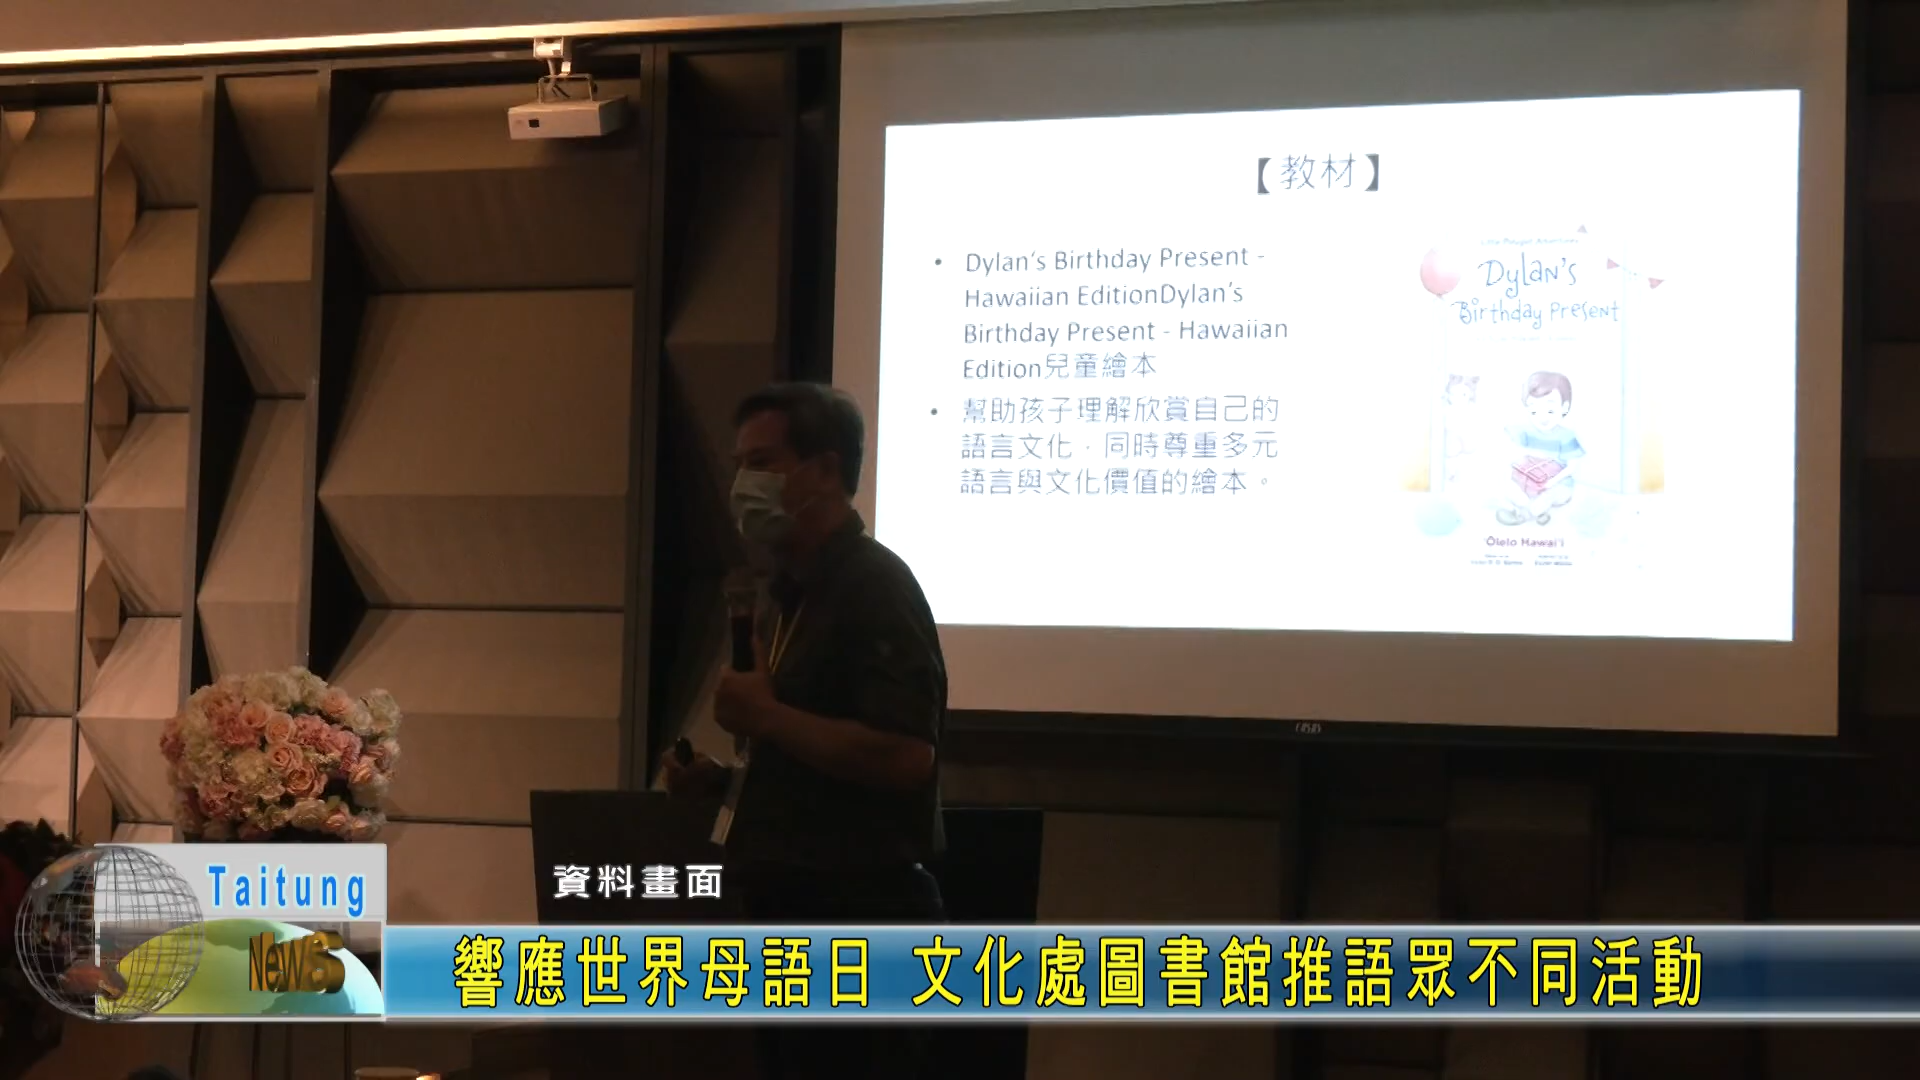 【教材】
• Dylan's Birthday Present -
Hawaiian EditionDylan's
Birthday Present - Hawaiian
Edition兒童繪本
• 幫助孩子理解欣賞自己的
語言文化，同時尊重多元
語言與文化價值的繪本。
Dylan's
Birthday Present
Ōlelo Hawai'i
Taitung
News
資料畫面
響應世界母語日 文化處圖書館推語眾不同活動